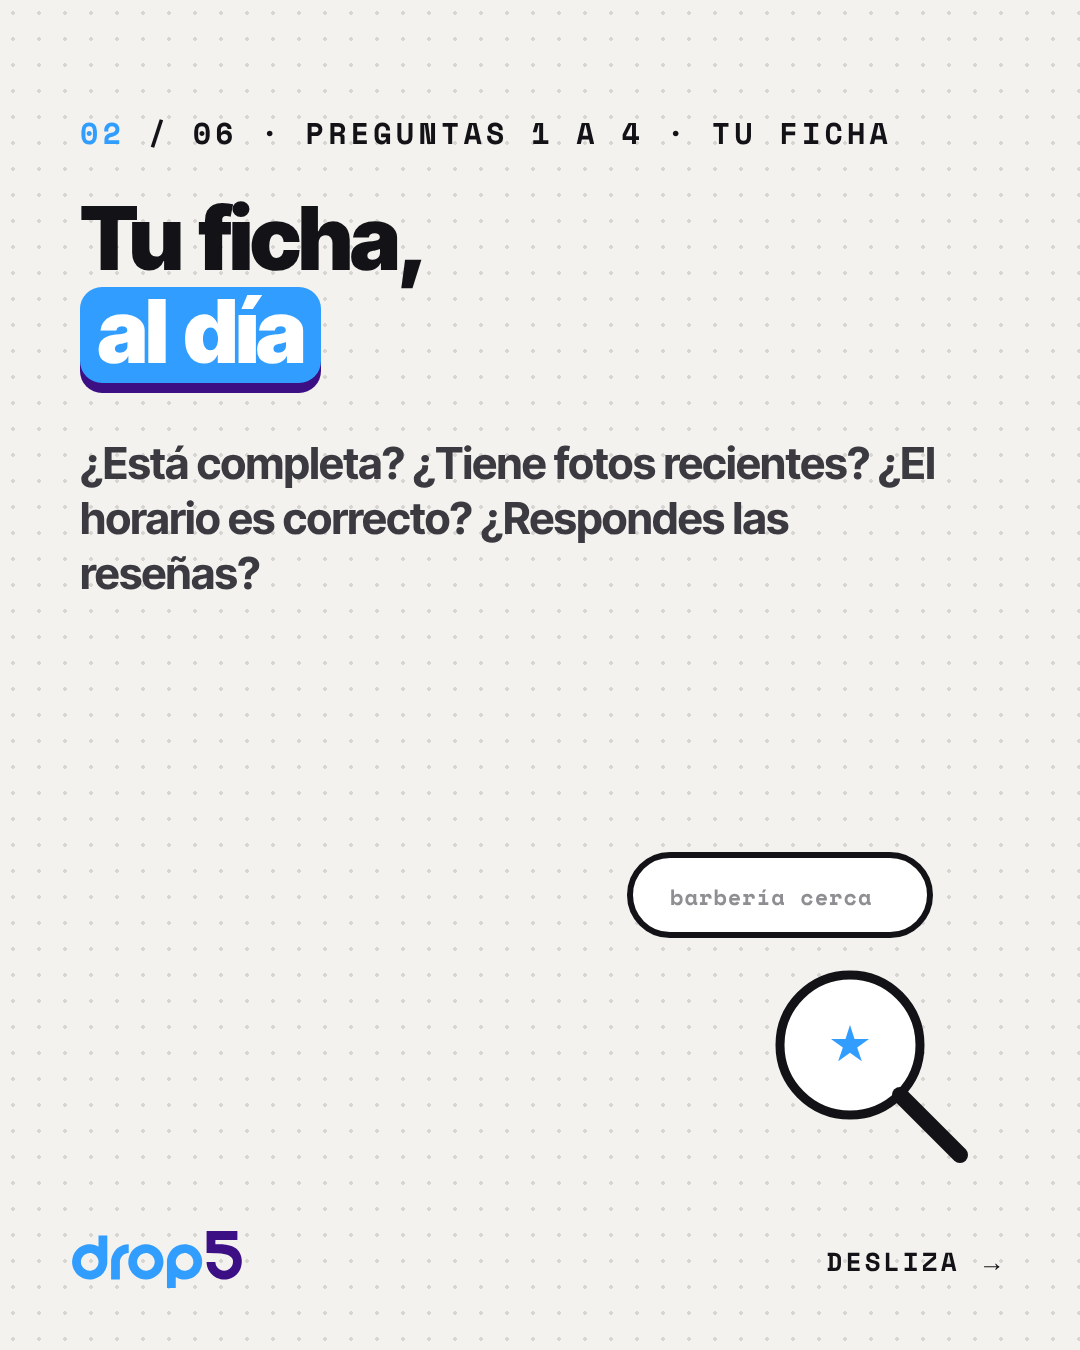 02 / 06 · PREGUNTAS 1 A 4 · TU FICHA
Tu ficha,
al día
¿Está completa? ¿Tiene fotos recientes? ¿El
horario es correcto? ¿Respondes las
reseñas?
barbería cerca
drop5
DESLIZA →